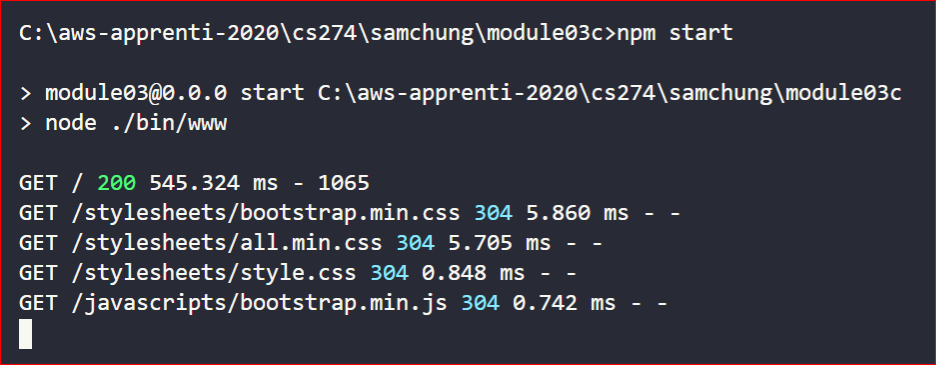 C:\aws-apprenti-2020\cs274\samchung\module03c>npm start
> module03@0.0.0 start C:\aws-apprenti-2020\cs274\samchung\module03c
> node ./bin/www
GET / 200 545.324 ms - 1065
GET /stylesheets/bootstrap.min.css 304 5.860 ms - -
GET /stylesheets/all.min.css 304 5.705 ms - -
GET /stylesheets/style.css 304 0.848 ms - -
GET /javascripts/bootstrap.min.js 304 0.742 ms - -